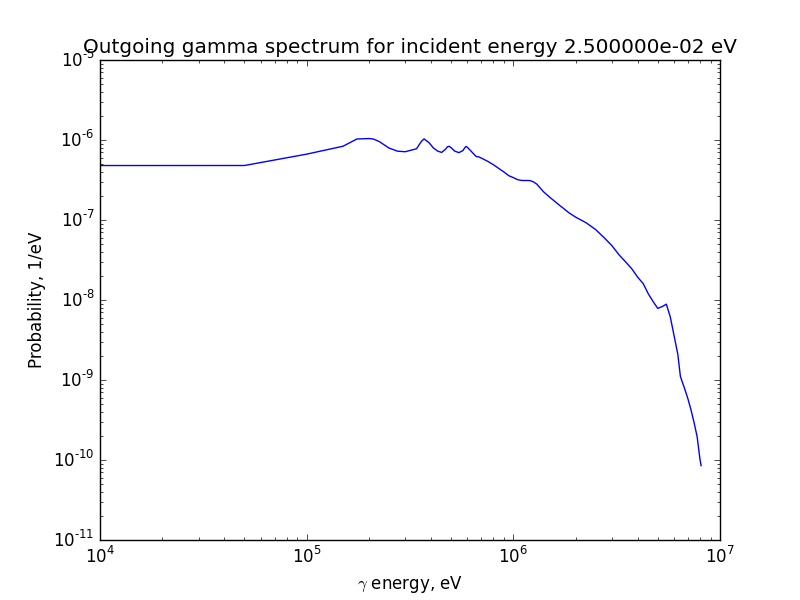 Outgoing gamma spectrum for incident energy 2.500000e-02 eV
10^-5
10^-6
10^-7
10^-8
10^-9
10^-10
10^-11
Probability, 1/eV
10^4 10^5 10^6 10^7
γ energy, eV